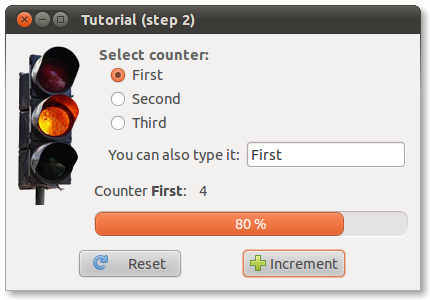 Tutorial (step 2)
Select counter:
First
Second
Third
You can also type it: First
Counter First: 4
80 %
Reset Increment